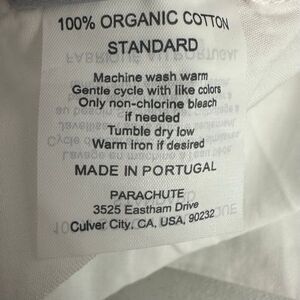 100% ORGANIC COTTON
STANDARD
Machine wash warm
Gentle cycle with like colors
Only non-chlorine bleach
if needed
Tumble dry low
Warm iron if desired
MADE IN PORTUGAL
PARACHUTE
3525 Eastham Drive
Culver City, CA, USA, 90232